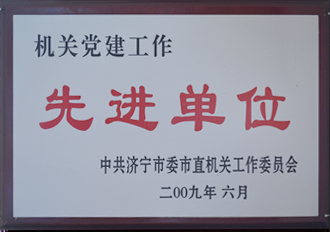 机关党建工作
先进单位
中共济宁市委市直机关工作委员会
二00九年六月